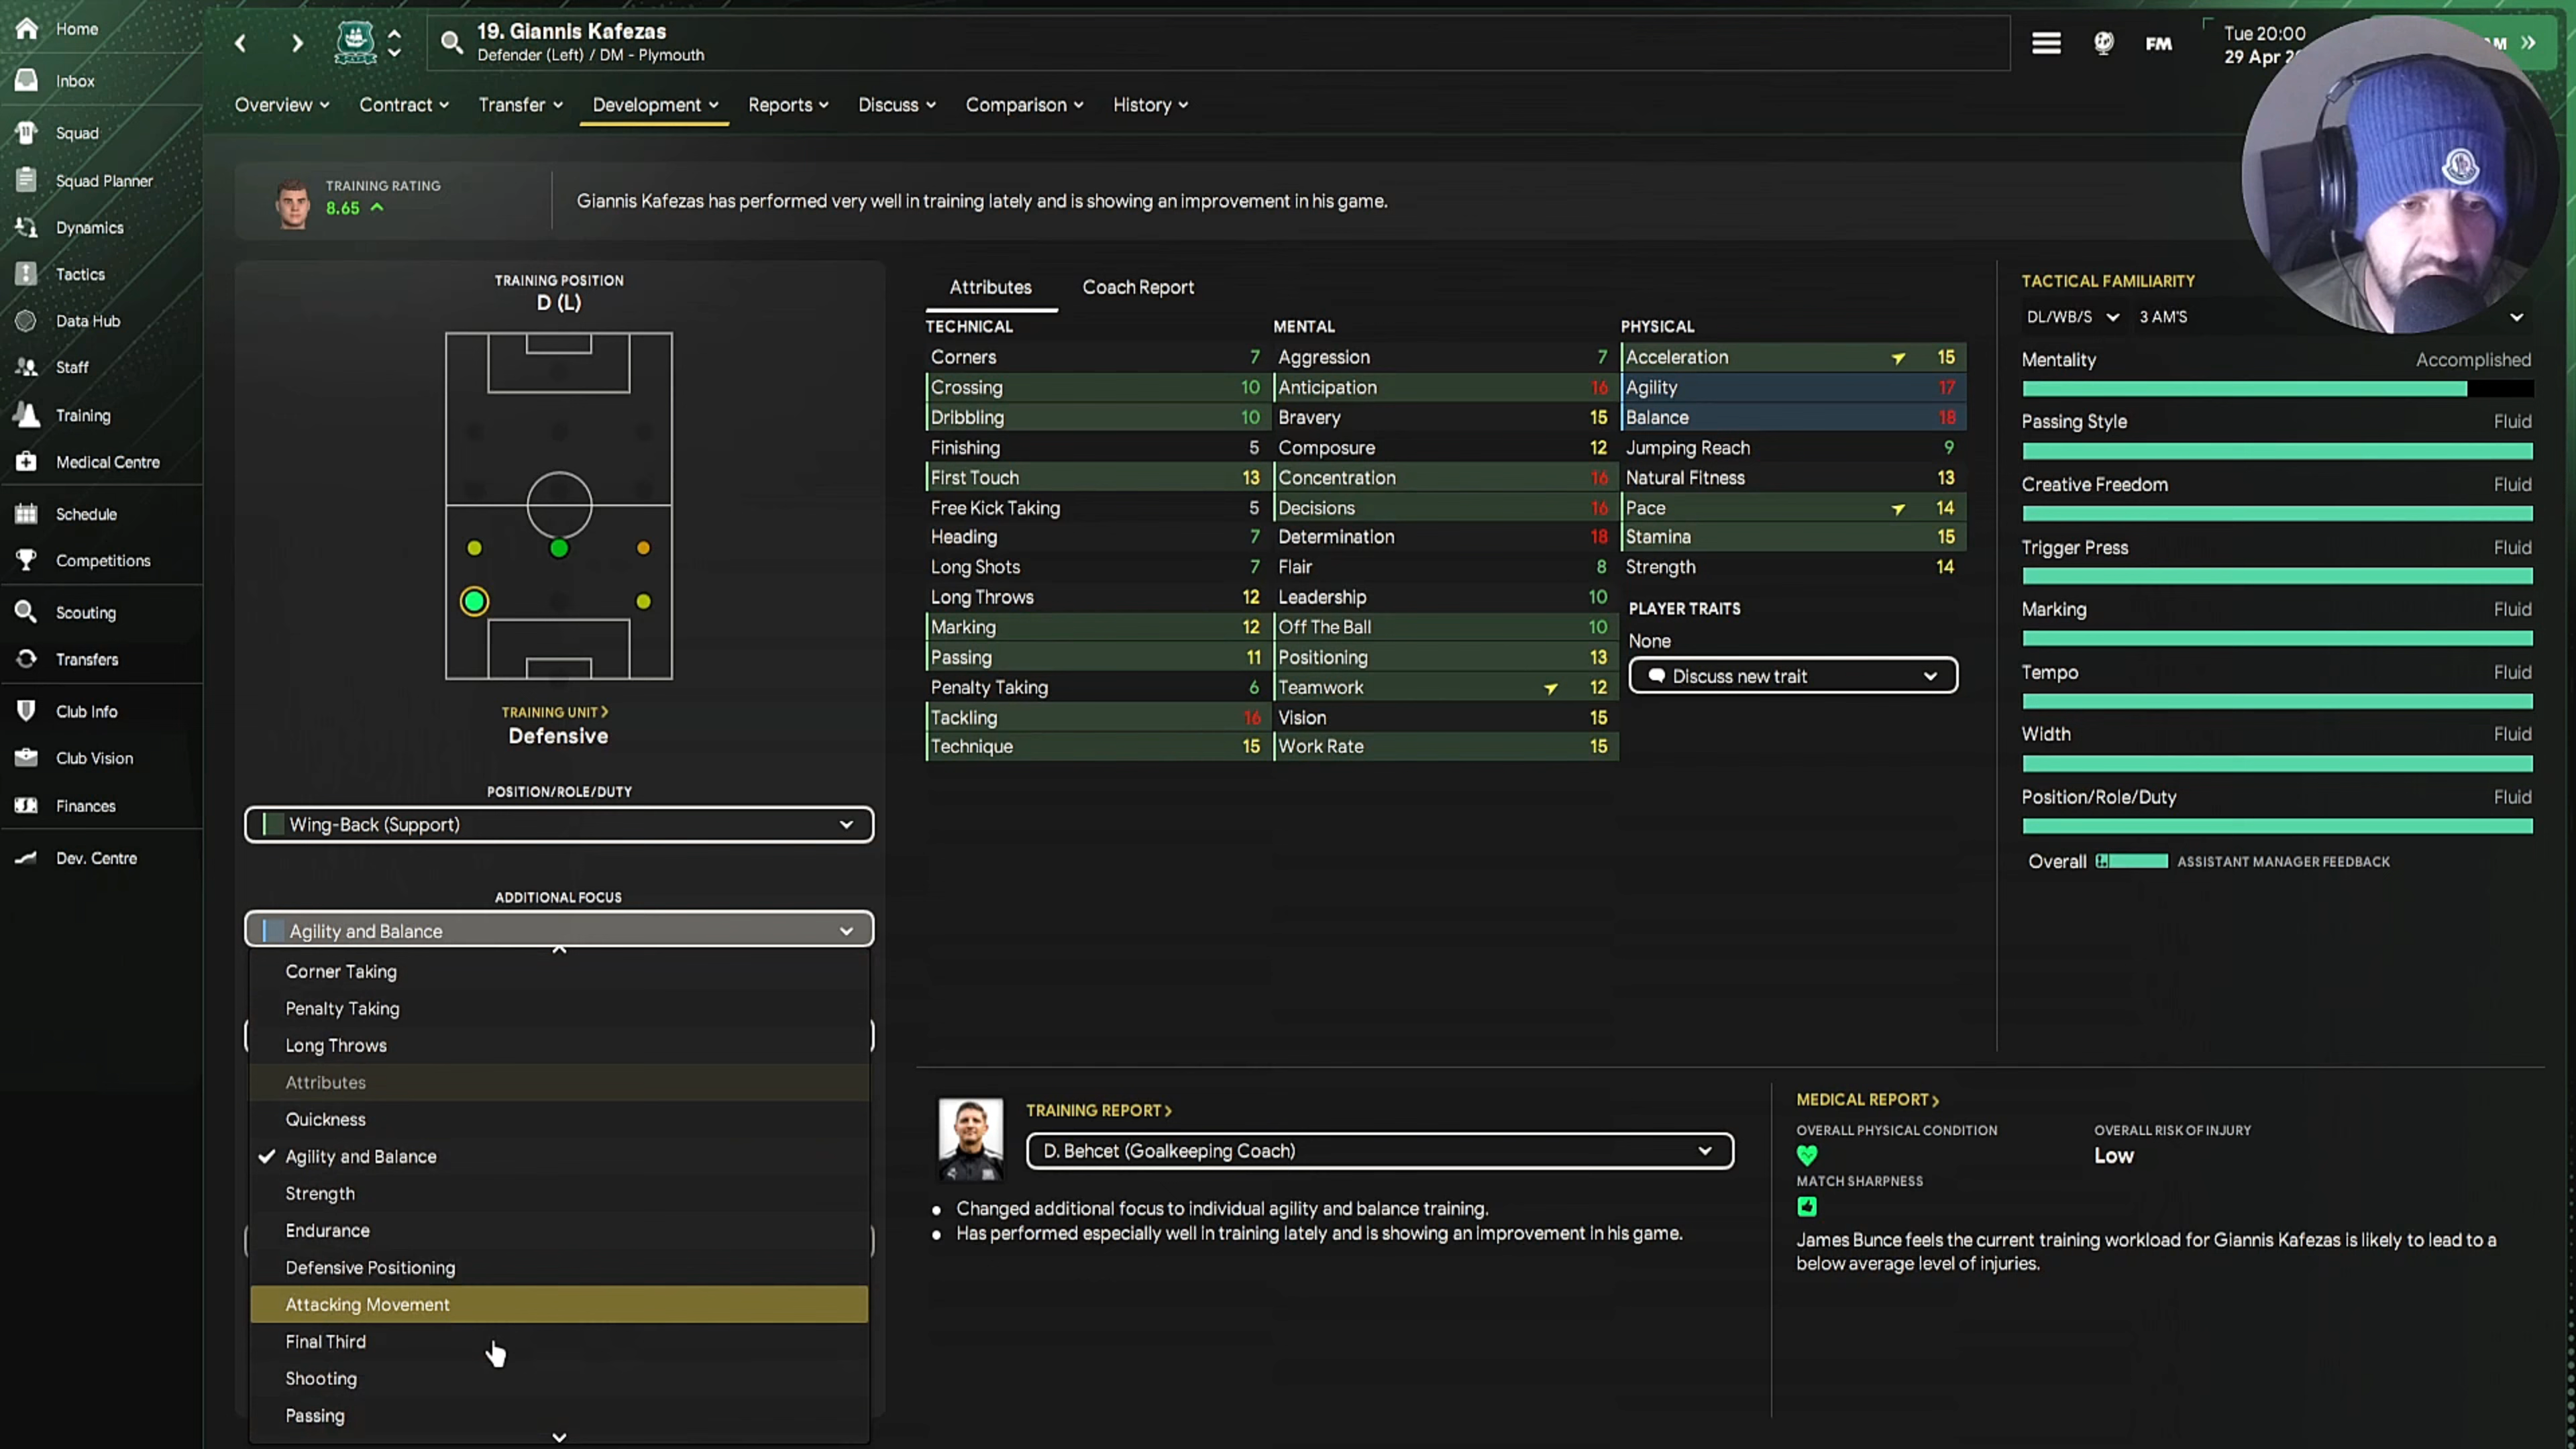 Home
Inbox
Squad
Squad Planner
Dynamics
Tactics
Data Hub
Staff
Training
Medical Centre
Schedule
Competitions
Scouting
Transfers
Club Info
Club Vision
Finances
Dev. Centre
19. Giannis Kafezas
Defender (Left) / DM - Plymouth
FM
Tue 20:00
29 Apr
Overview
Contract
Transfer
Development
Reports
Discuss
Comparison
History
TRAINING RATING
8.65
Giannis Kafezas has performed very well in training lately and is showing an improvement in his game.
TRAINING POSITION
D (L)
TRAINING UNIT >
Defensive
POSITION/ROLE/DUTY
Wing-Back (Support)
ADDITIONAL FOCUS
Agility and Balance
Corner Taking
Penalty Taking
Long Throws
Attributes
Quickness
Agility and Balance
Strength
Endurance
Defensive Positioning
Attacking Movement
Final Third
Shooting
Passing
Attributes
Coach Report
TECHNICAL
Corners 7
Crossing 10
Dribbling 10
Finishing 5
First Touch 13
Free Kick Taking 5
Heading 7
Long Shots 7
Long Throws 12
Marking 12
Passing 11
Penalty Taking 6
Tackling 16
Technique 15
MENTAL
Aggression 7
Anticipation 16
Bravery 15
Composure 12
Concentration 16
Decisions 16
Determination 18
Flair 8
Leadership 10
Off The Ball 10
Positioning 13
Teamwork 12
Vision 15
Work Rate 15
PHYSICAL
Acceleration 15
Agility 17
Balance 18
Jumping Reach 9
Natural Fitness 13
Pace 14
Stamina 15
Strength 14
PLAYER TRAITS
None
Discuss new trait
TACTICAL FAMILIARITY
DL/WB/S
3 AM'S
Mentality Accomplished
Passing Style Fluid
Creative Freedom Fluid
Trigger Press Fluid
Marking Fluid
Tempo Fluid
Width Fluid
Position/Role/Duty Fluid
Overall ASSISTANT MANAGER FEEDBACK
TRAINING REPORT >
D. Behcet (Goalkeeping Coach)
• Changed additional focus to individual agility and balance training.
• Has performed especially well in training lately and is showing an improvement in his game.
MEDICAL REPORT >
OVERALL PHYSICAL CONDITION
OVERALL RISK OF INJURY
Low
MATCH SHARPNESS
James Bunce feels the current training workload for Giannis Kafezas is likely to lead to a
below average level of injuries.